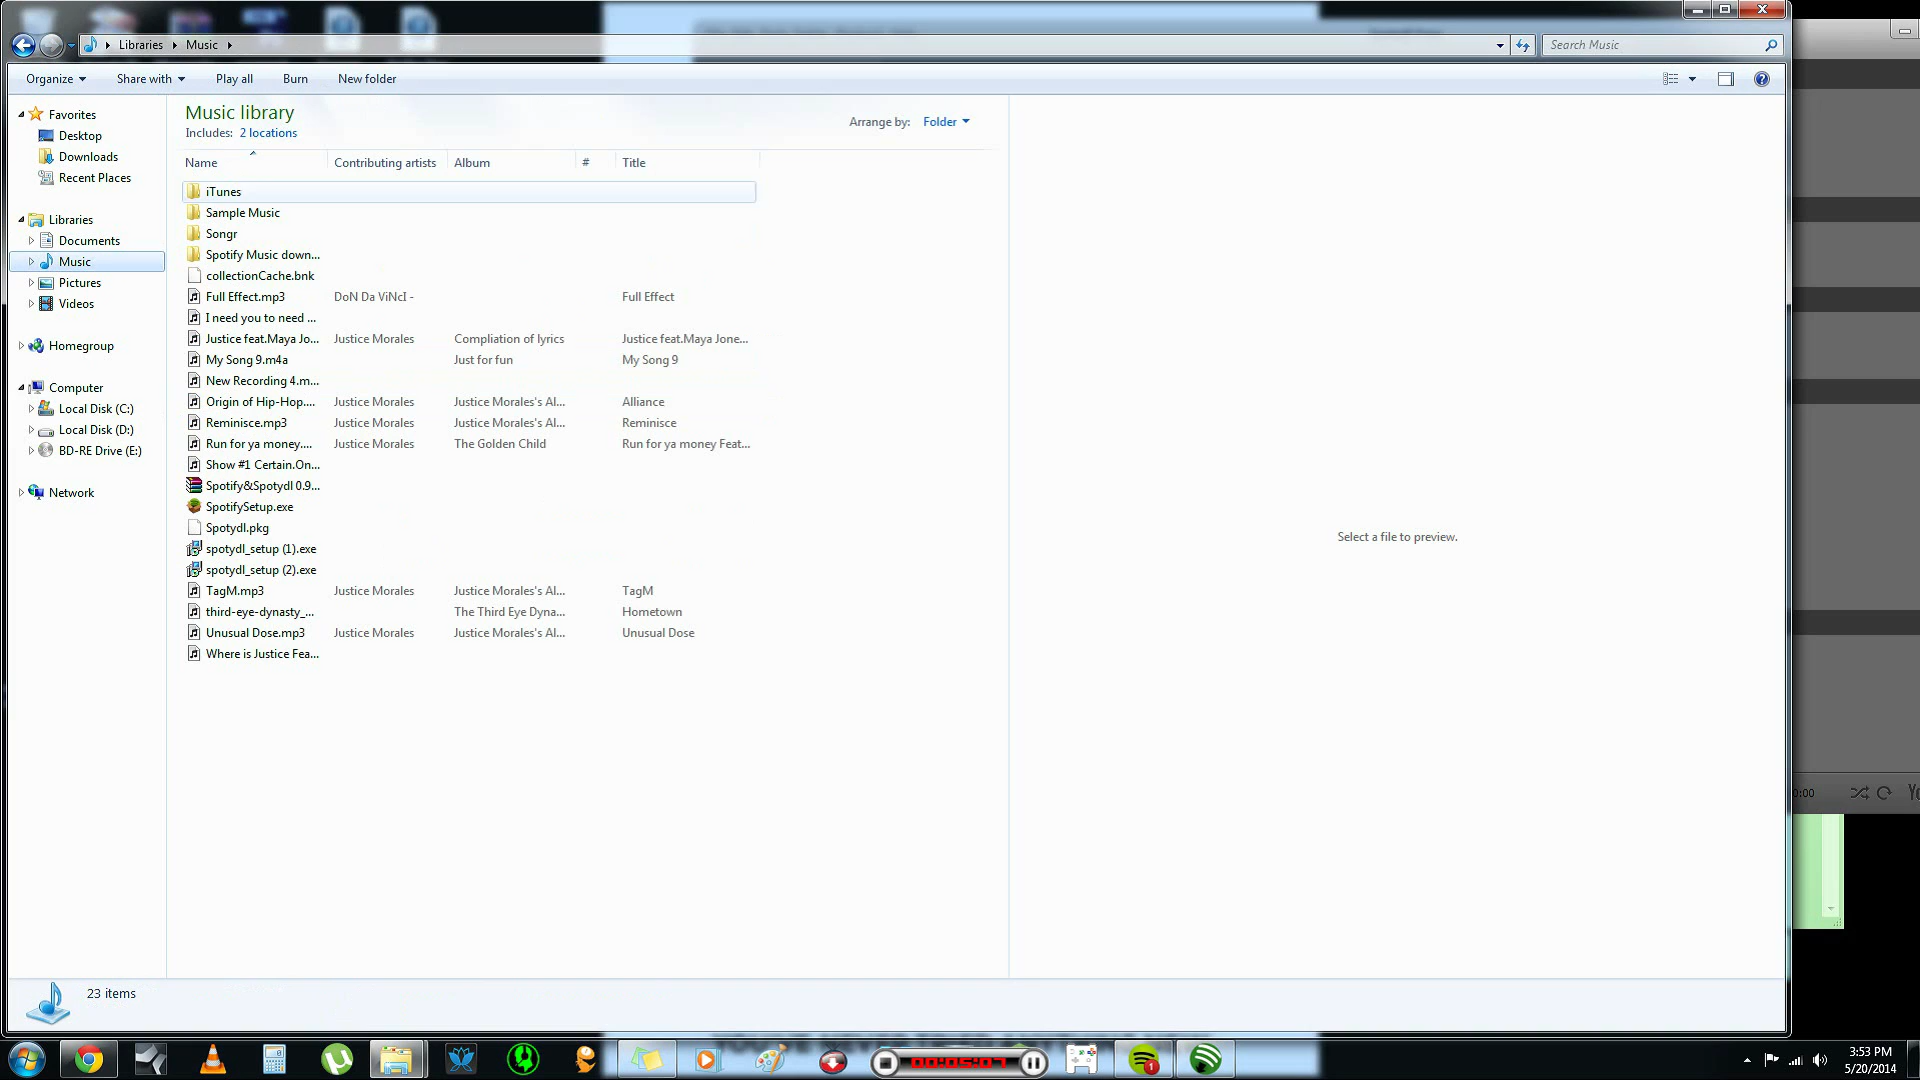 Libraries Music
Search Music
Organize Share with Play all Burn New folder
Favorites
Desktop
Downloads
Recent Places
Libraries
Documents
Music
Pictures
Videos
Homegroup
Computer
Local Disk (C:)
Local Disk (D:)
BD-RE Drive (E:)
Network
Music library
Includes: 2 locations
Arrange by: Folder
Name Contributing artists Album # Title
iTunes
Sample Music
Songr
Spotify Music down...
collectionCache.bnk
Full Effect.mp3 DoN Da ViNcI - Full Effect
I need you to need ...
Justice feat.Maya Jo... Justice Morales Compliation of lyrics Justice feat.Maya Jone...
My Song 9.m4a Just for fun My Song 9
New Recording 4.m...
Origin of Hip-Hop.... Justice Morales Justice Morales's Al... Alliance
Reminisce.mp3 Justice Morales Justice Morales's Al... Reminisce
Run for ya money.... Justice Morales The Golden Child Run for ya money Feat...
Show #1 Certain.On...
Spotify&Spotydl 0.9...
SpotifySetup.exe
Spotydl.pkg
spotydl_setup (1).exe
spotydl_setup (2).exe
TagM.mp3 Justice Morales Justice Morales's Al... TagM
third-eye-dynasty_... The Third Eye Dyna... Hometown
Unusual Dose.mp3 Justice Morales Justice Morales's Al... Unusual Dose
Where is Justice Fea...
Select a file to preview.
0:00
23 items
00:05:07
1
3:53 PM
5/20/2014